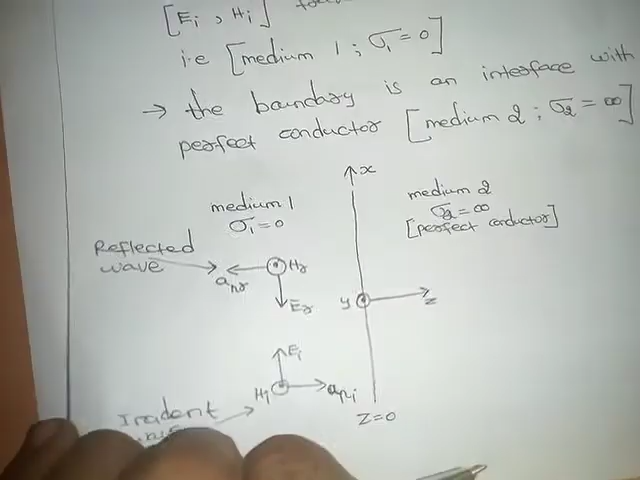 [Ei , Hi]
i.e [medium 1 ; σ1 = 0]
→ the boundary is an interface with
perfect conductor [medium 2 ; σ2 = ∞]
x
medium 1
σ1 = 0
medium 2
σ2 = ∞
[perfect conductor]
Reflected
wave
Hr
anr
Er
y
z
Ei
Hi
ani
Incident
Z=0